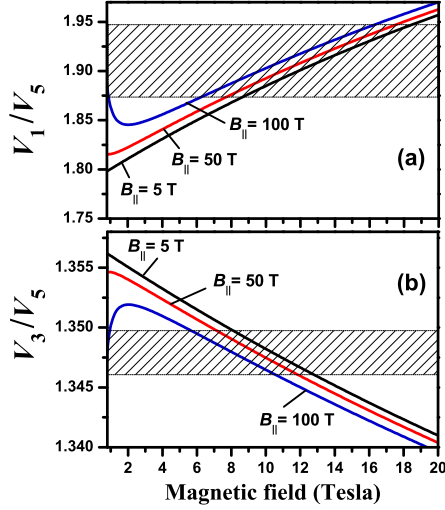 V₁/V₅
1.95
1.90
1.85
1.80
1.75
B∥= 100 T
B∥= 50 T
B∥= 5 T
(a)
V₃/V₅
1.355
1.350
1.345
1.340
B∥= 5 T
B∥= 50 T
B∥= 100 T
(b)
2 4 6 8 10 12 14 16 18 20
Magnetic field (Tesla)